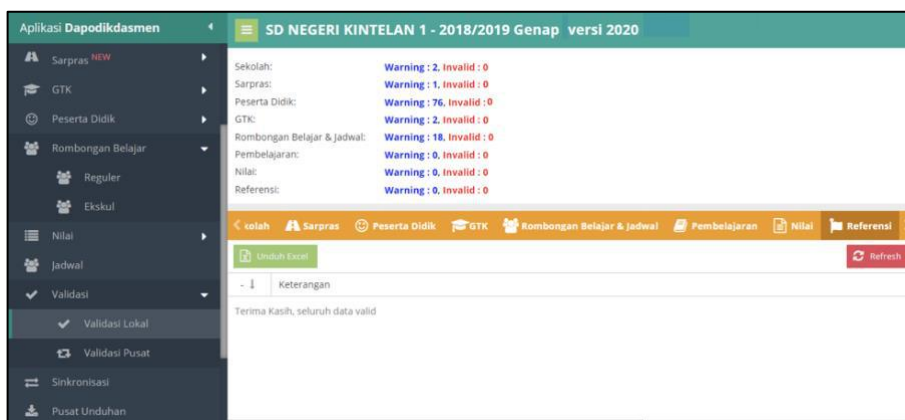 Aplikasi Dapodikdasmen
Sarpras NEW
GTK
Peserta Didik
Rombongan Belajar
Reguler
Ekskul
Nilai
Jadwal
Validasi
Validasi Lokal
Validasi Pusat
Sinkronisasi
Pusat Unduhan
SD NEGERI KINTELAN 1 - 2018/2019 Genap versi 2020
Sekolah: Warning : 2, Invalid : 0
Sarpras: Warning : 1, Invalid : 0
Peserta Didik: Warning : 76, Invalid : 0
GTK: Warning : 2, Invalid : 0
Rombongan Belajar & Jadwal: Warning : 18, Invalid : 0
Pembelajaran: Warning : 0, Invalid : 0
Nilai: Warning : 0, Invalid : 0
Referensi: Warning : 0, Invalid : 0
colah Sarpras Peserta Didik GTK Rombongan Belajar & Jadwal Pembelajaran Nilai Referensi
Unduh Excel Refresh
- Keterangan
Terima Kasih, seluruh data valid